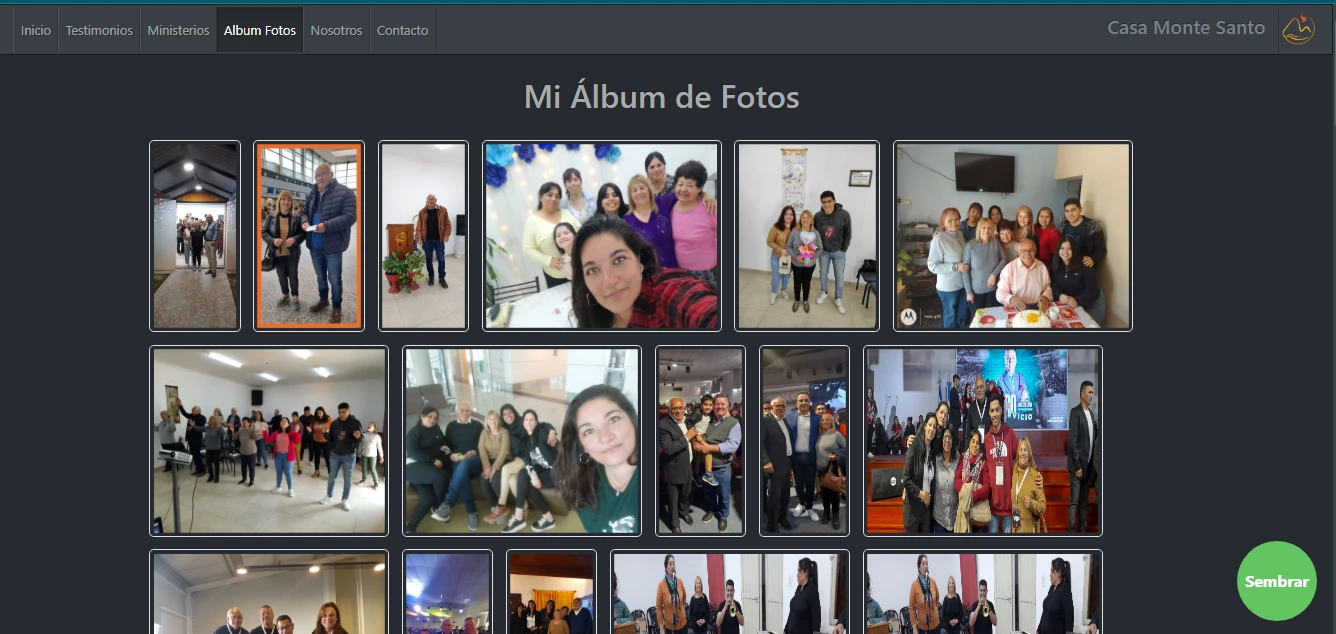 Inicio
Testimonios
Ministerios
Album Fotos
Nosotros
Contacto
Casa Monte Santo
Mi Álbum de Fotos
Sembrar